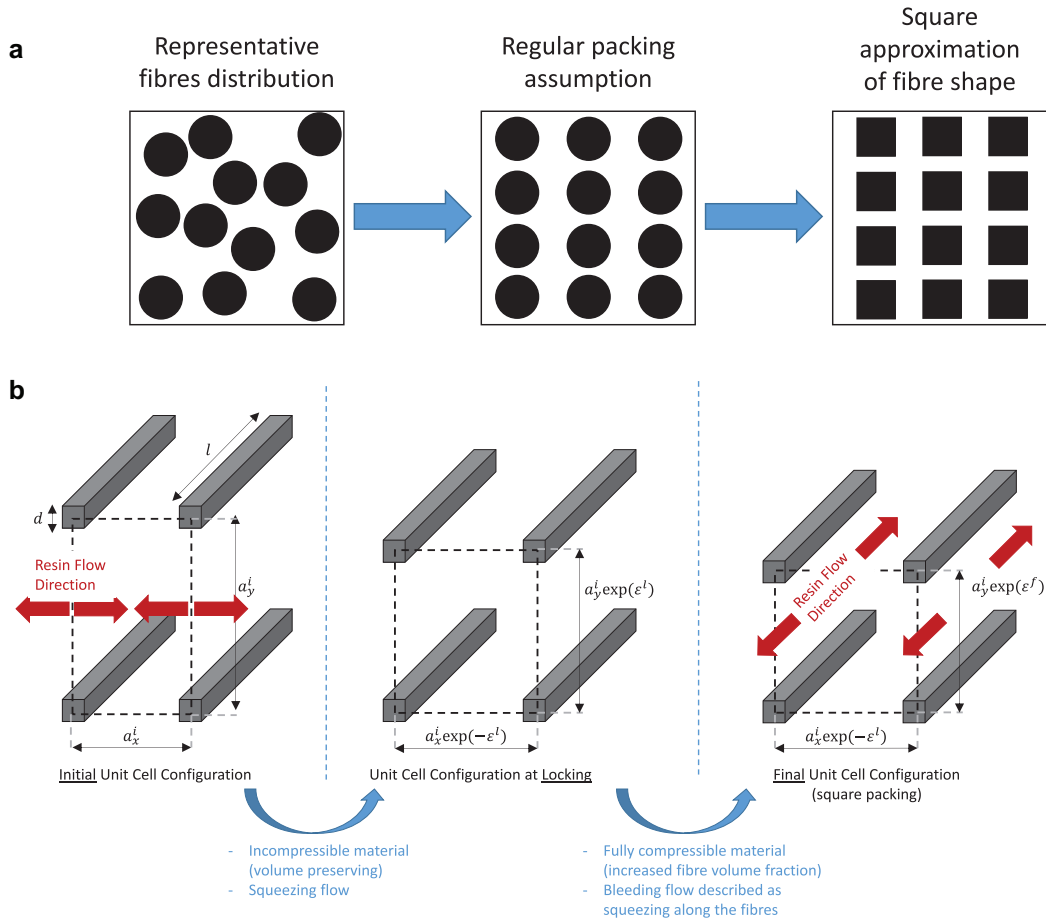 a
Representative
fibres distribution
Regular packing
assumption
Square
approximation
of fibre shape
b
l
d
Resin Flow
Direction
a_y^i
a_x^i
Initial Unit Cell Configuration
a_y^i exp(ε^l)
a_x^i exp(−ε^l)
Unit Cell Configuration at Locking
Resin Flow
Direction
a_y^i exp(ε^f)
a_x^i exp(−ε^l)
Final Unit Cell Configuration
(square packing)
- Incompressible material
(volume preserving)
- Squeezing flow
- Fully compressible material
(increased fibre volume fraction)
- Bleeding flow described as
squeezing along the fibres